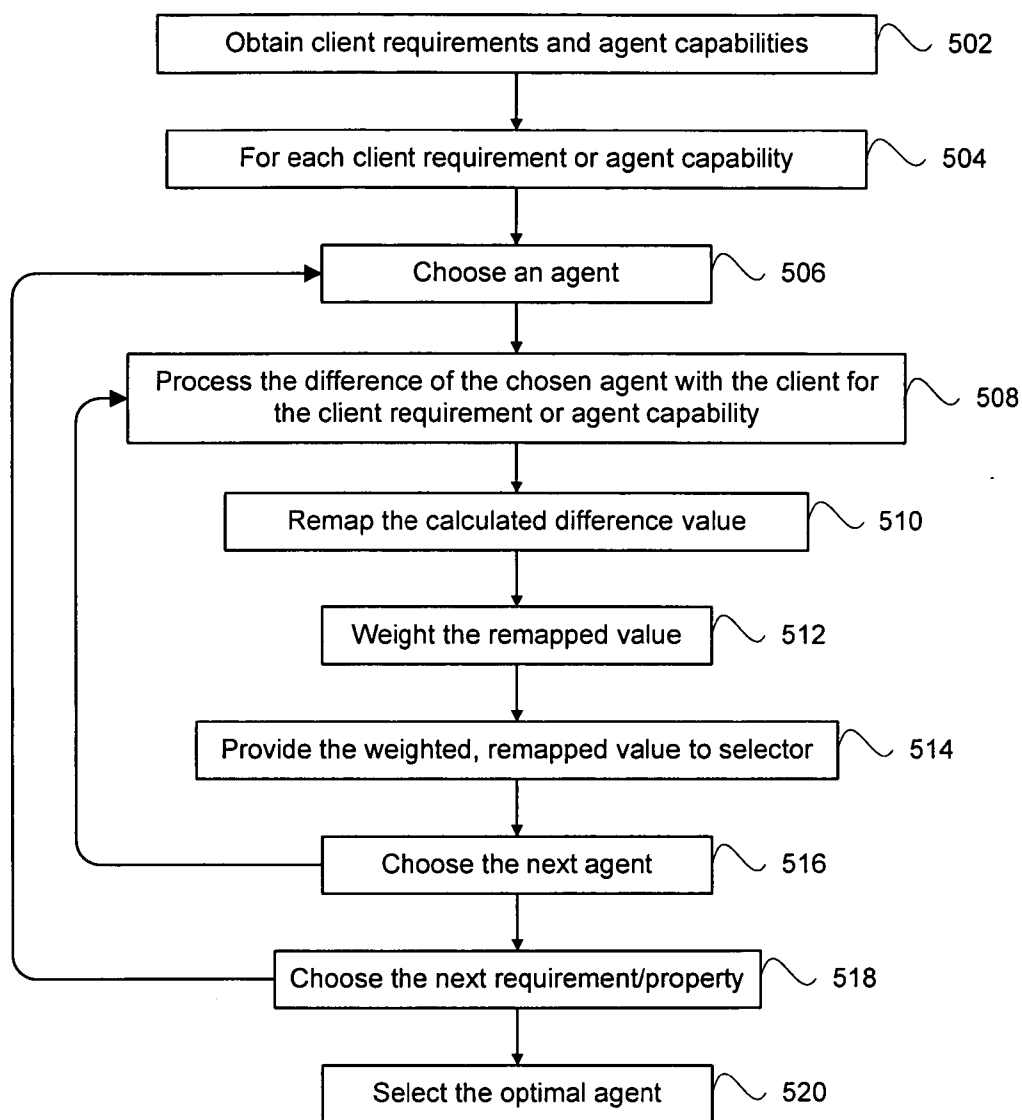 Obtain client requirements and agent capabilities
502
For each client requirement or agent capability
504
Choose an agent
506
Process the difference of the chosen agent with the client for
the client requirement or agent capability
508
Remap the calculated difference value
510
Weight the remapped value
512
Provide the weighted, remapped value to selector
514
Choose the next agent
516
Choose the next requirement/property
518
Select the optimal agent
520